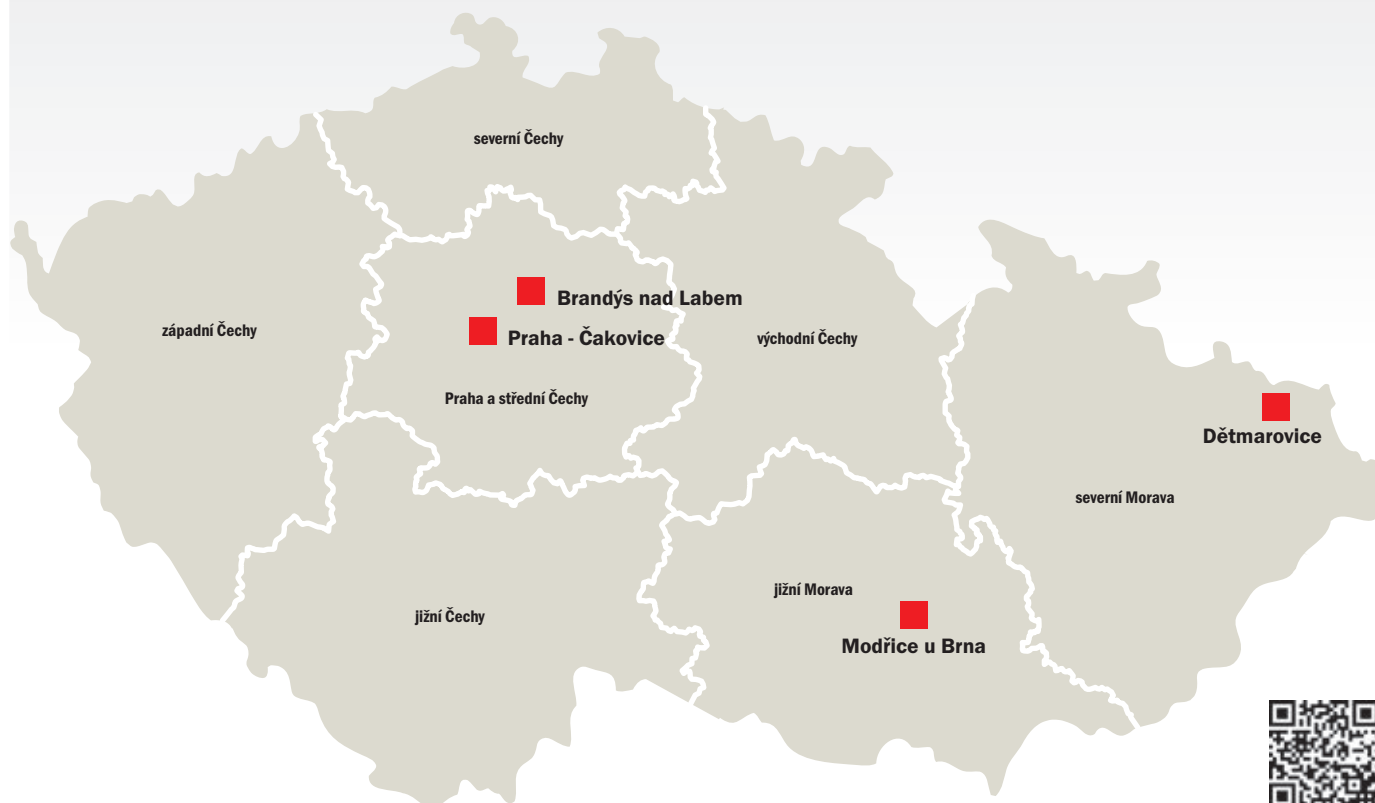 severní Čechy
Brandýs nad Labem
západní Čechy
Praha - Čakovice
východní Čechy
Praha a střední Čechy
Dětmarovice
severní Morava
jižní Morava
jižní Čechy
Modřice u Brna